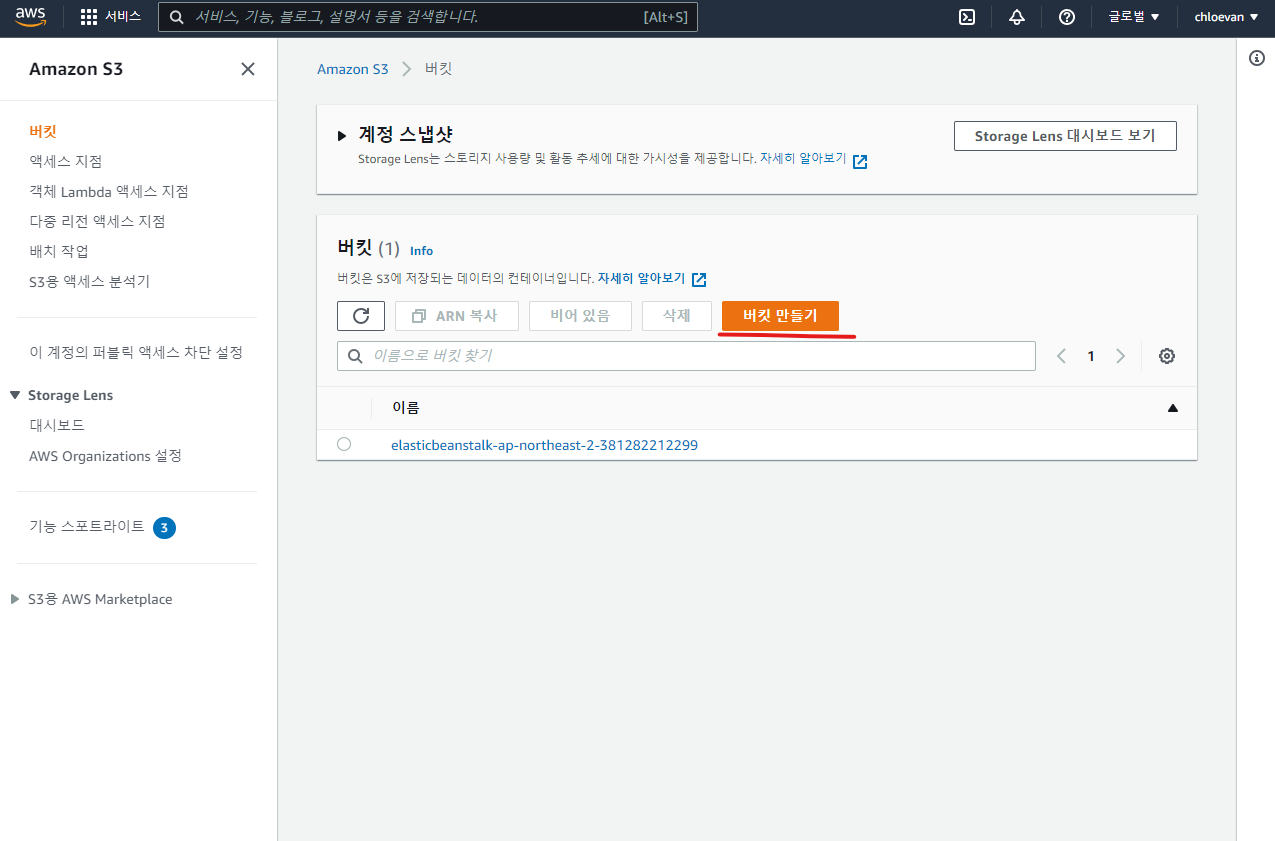 aws 서비스 서비스, 기능, 블로그, 설명서 등을 검색합니다. [Alt+S] 글로벌 chloevan
Amazon S3
버킷
액세스 지점
객체 Lambda 액세스 지점
다중 리전 액세스 지점
배치 작업
S3용 액세스 분석기
이 계정의 퍼블릭 액세스 차단 설정
Storage Lens
대시보드
AWS Organizations 설정
기능 스포트라이트 3
S3용 AWS Marketplace
Amazon S3 버킷
계정 스냅샷
Storage Lens 대시보드 보기
Storage Lens는 스토리지 사용량 및 활동 추세에 대한 가시성을 제공합니다. 자세히 알아보기
버킷 (1) Info
버킷은 S3에 저장되는 데이터의 컨테이너입니다. 자세히 알아보기
ARN 복사 비어 있음 삭제 버킷 만들기
이름으로 버킷 찾기 1
이름
elasticbeanstalk-ap-northeast-2-381282212299